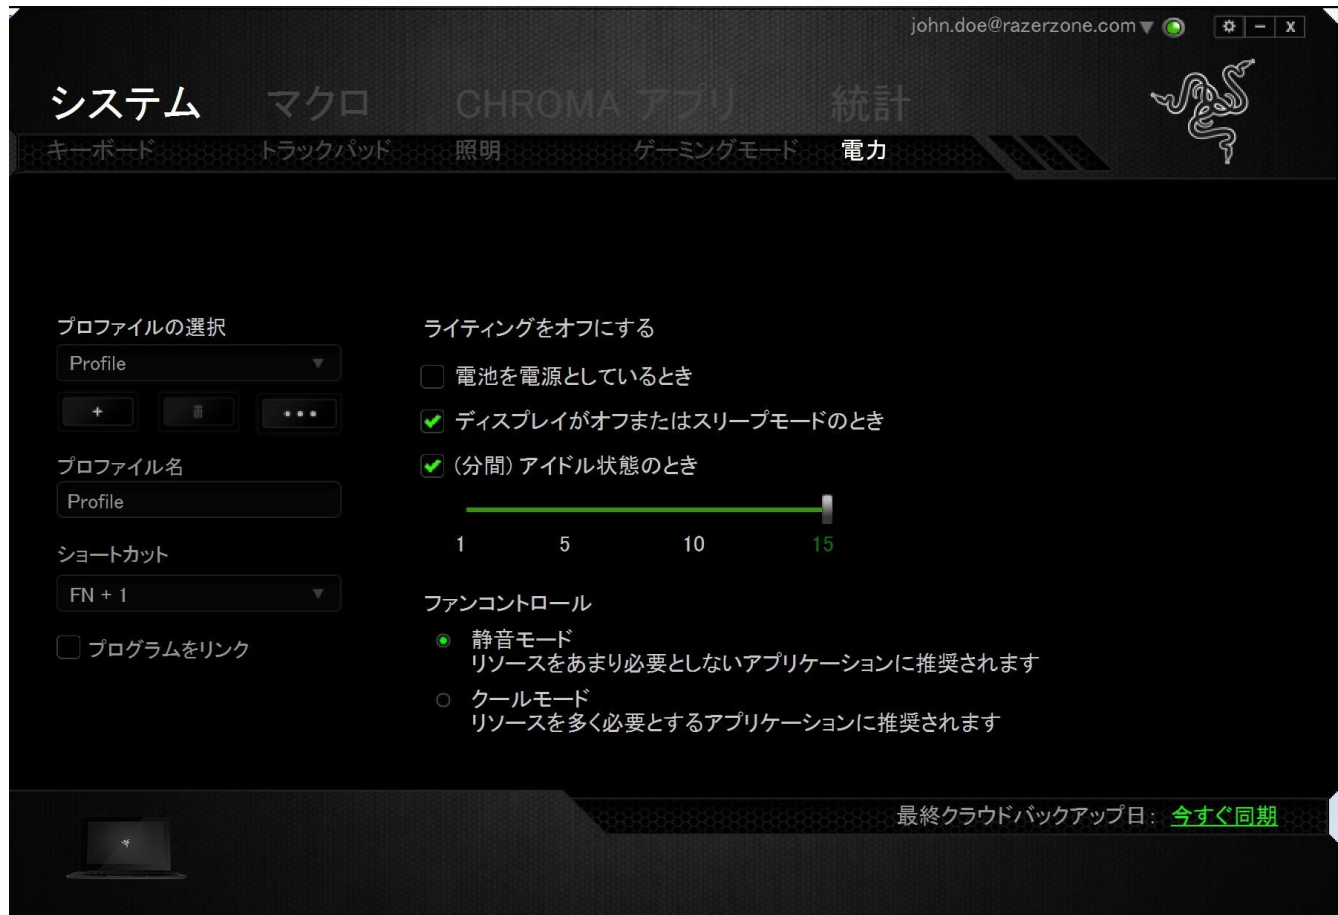 john.doe@razerzone.com
システム マクロ CHROMA アプリ 統計
キーボード トラックパッド 照明 ゲーミングモード 電力
プロファイルの選択
Profile
プロファイル名
Profile
ショートカット
FN + 1
プログラムをリンク
ライティングをオフにする
電池を電源としているとき
ディスプレイがオフまたはスリープモードのとき
(分間) アイドル状態のとき
1 5 10 15
ファンコントロール
静音モード
リソースをあまり必要としないアプリケーションに推奨されます
クールモード
リソースを多く必要とするアプリケーションに推奨されます
最終クラウドバックアップ日: 今すぐ同期